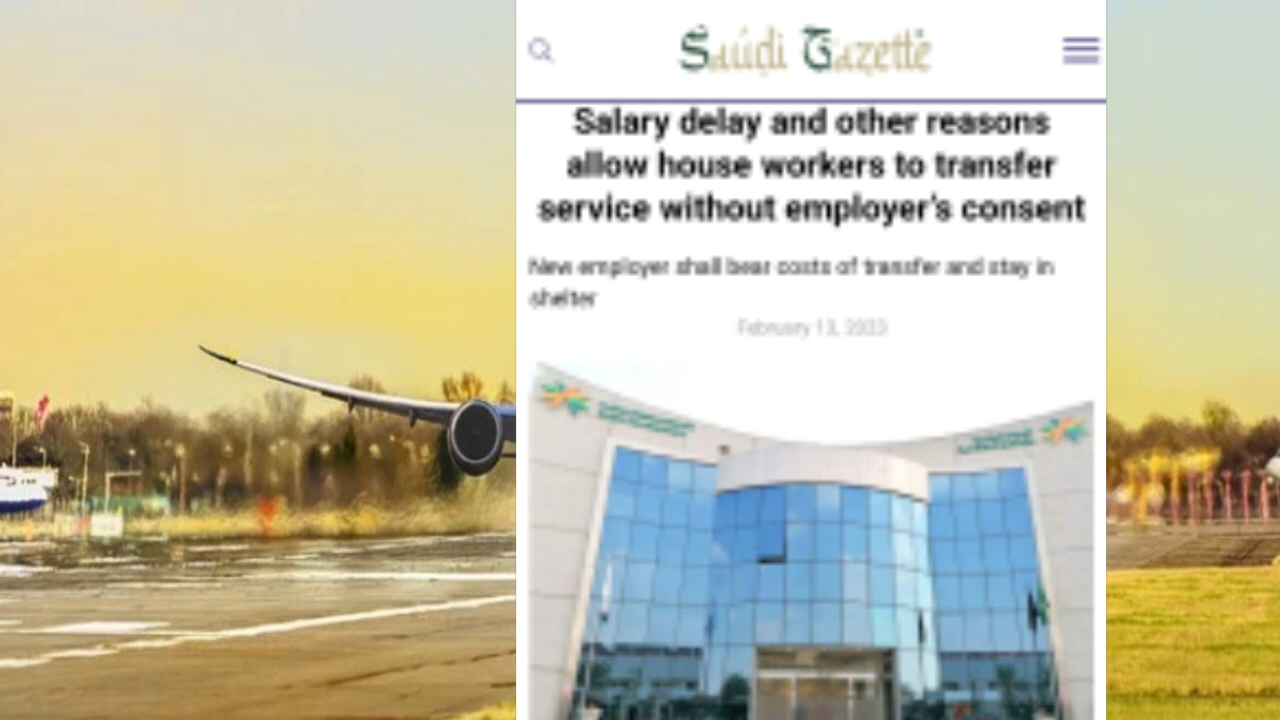 Saudi Gazette
Salary delay and other reasons
allow house workers to transfer
service without employer's consent
New employer shall bear costs of transfer and stay in
shelter
February 13, 2023